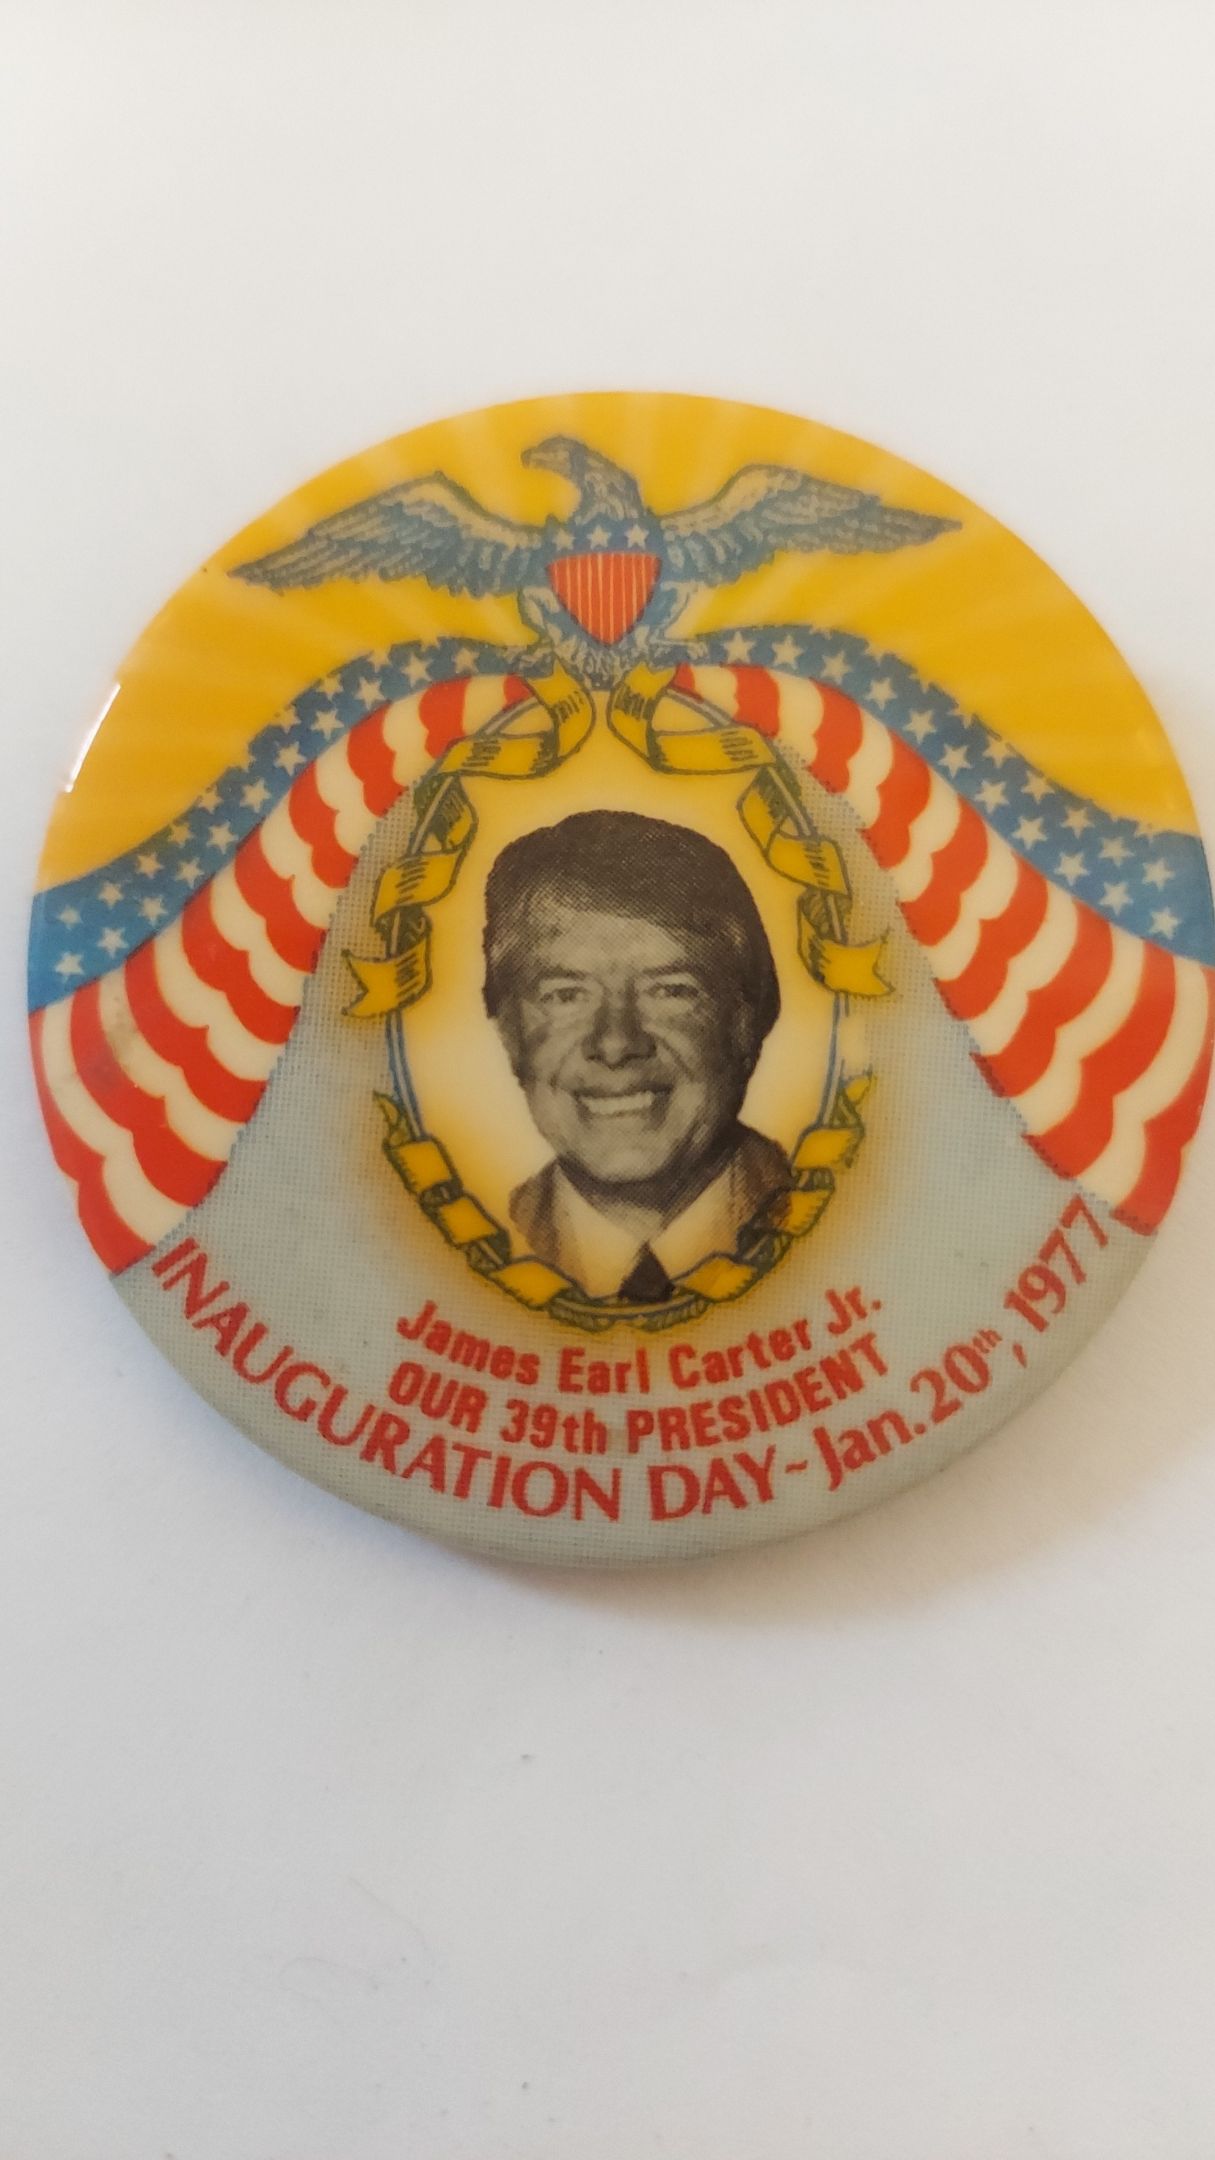 James Earl Carter Jr.
OUR 39th PRESIDENT
INAUGURATION DAY~Jan. 20th, 1977